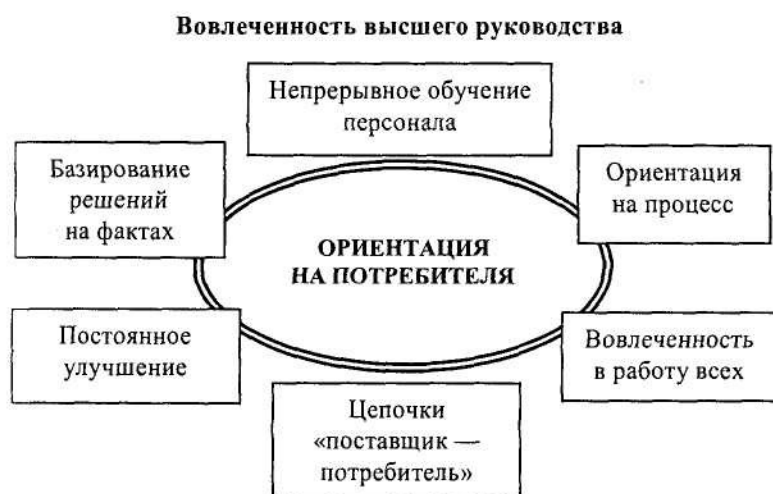 Вовлеченность высшего руководства
Непрерывное обучение
персонала
Базирование
решений
на фактах
Ориентация
на процесс
ОРИЕНТАЦИЯ
НА ПОТРЕБИТЕЛЯ
Постоянное
улучшение
Вовлеченность
в работу всех
Цепочки
«поставщик —
потребитель»